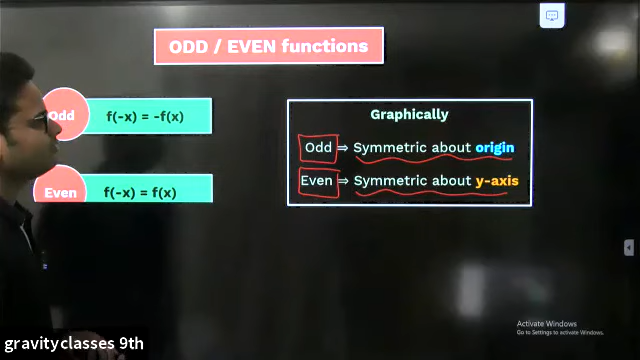 ODD / EVEN functions
Odd
f(-x) = -f(x)
Even
f(-x) = f(x)
Graphically
Odd ⇒ Symmetric about origin
Even ⇒ Symmetric about y-axis
Activate Windows
Go to Settings to activate Windows.
gravityclasses 9th